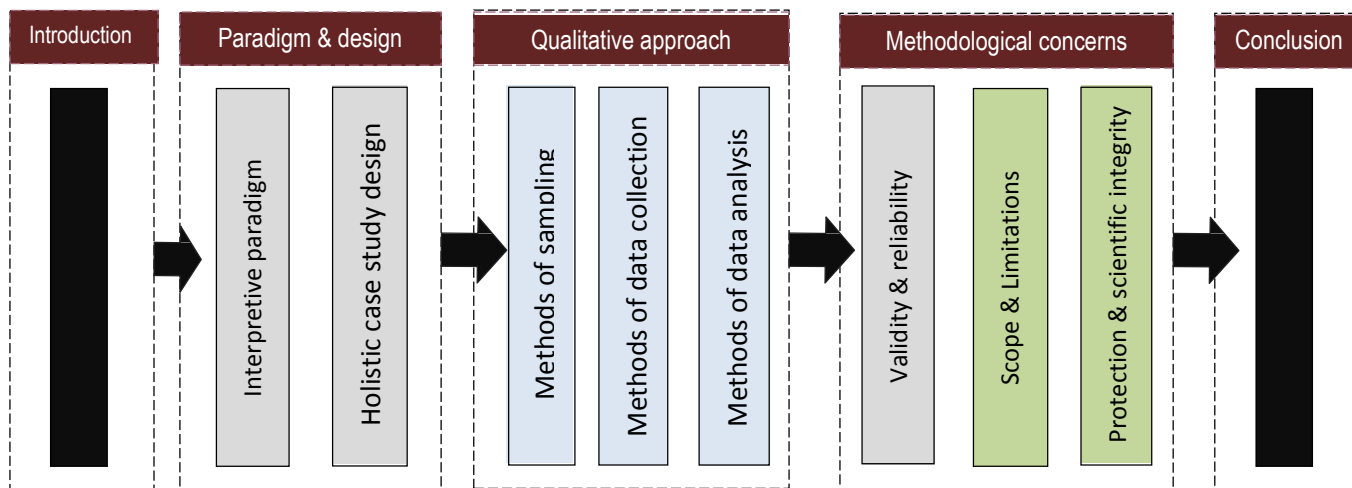 Introduction
Paradigm & design
Qualitative approach
Methodological concerns
Conclusion
Interpretive paradigm
Holistic case study design
Methods of sampling
Methods of data collection
Methods of data analysis
Validity & reliability
Scope & Limitations
Protection & scientific integrity